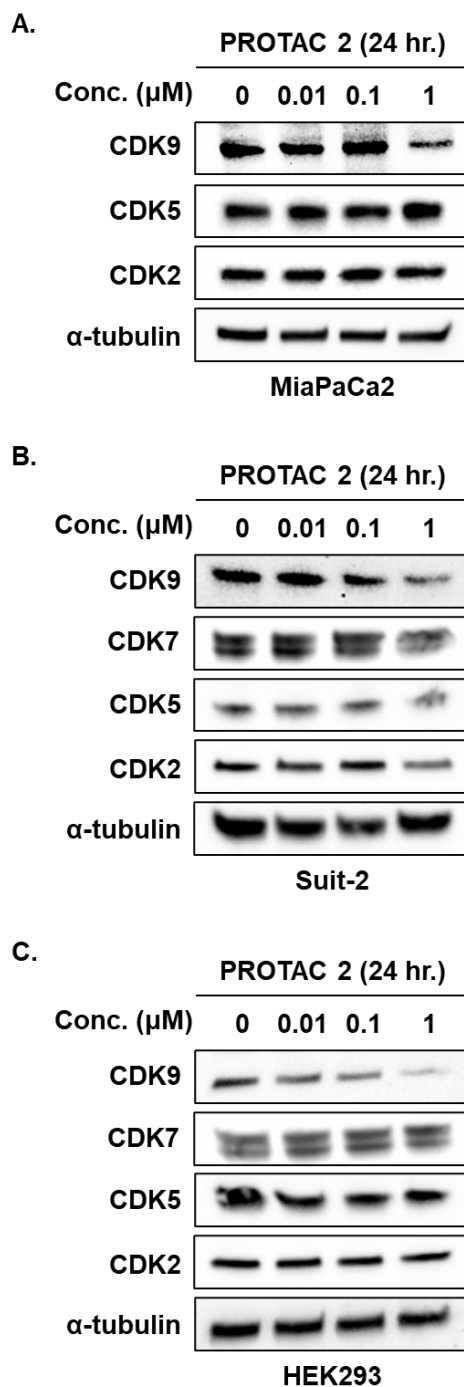 A.
PROTAC 2 (24 hr.)
Conc. (µM) 0 0.01 0.1 1
CDK9
CDK5
CDK2
α-tubulin
MiaPaCa2
B.
PROTAC 2 (24 hr.)
Conc. (µM) 0 0.01 0.1 1
CDK9
CDK7
CDK5
CDK2
α-tubulin
Suit-2
C.
PROTAC 2 (24 hr.)
Conc. (µM) 0 0.01 0.1 1
CDK9
CDK7
CDK5
CDK2
α-tubulin
HEK293